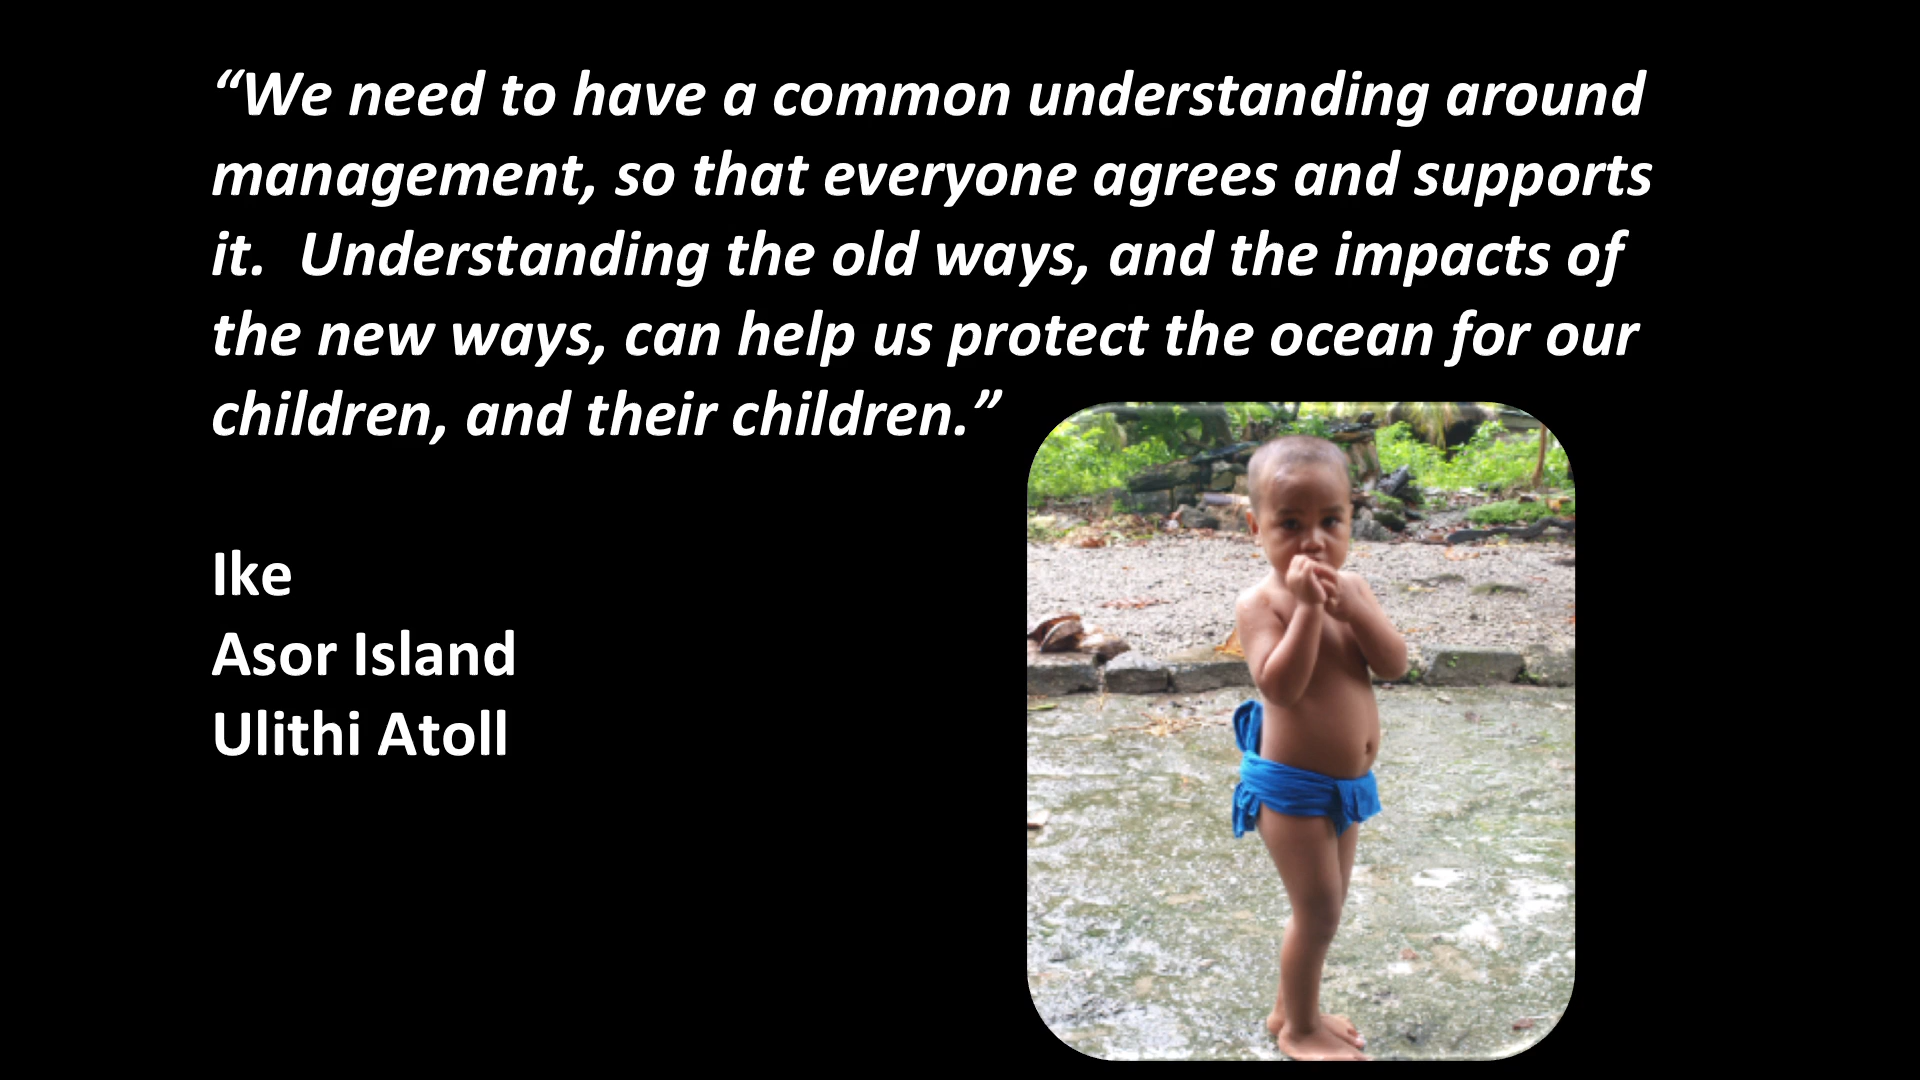 “We need to have a common understanding around
management, so that everyone agrees and supports
it.  Understanding the old ways, and the impacts of
the new ways, can help us protect the ocean for our
children, and their children.”
Ike
Asor Island
Ulithi Atoll